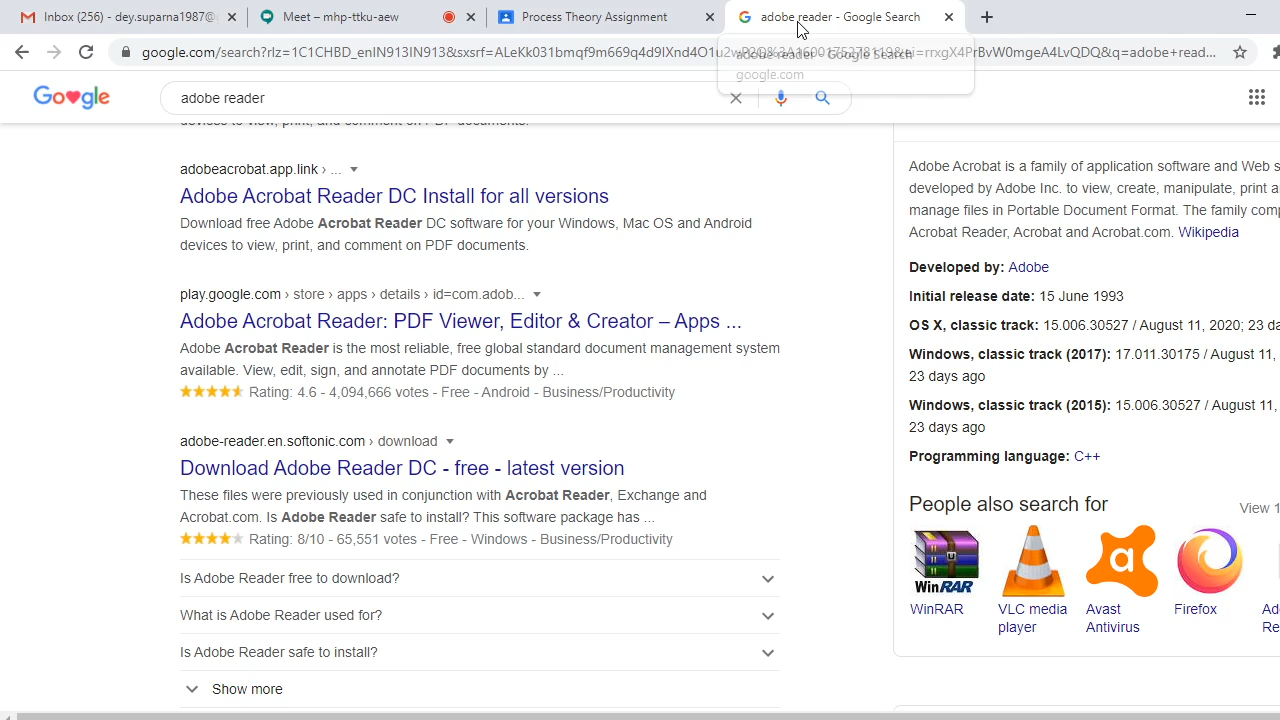 Inbox (256) - dey.suparna1987@
Meet – mhp-ttku-aew
Process Theory Assignment
adobe reader - Google Search
adobe reader - Google Search
google.com
Google
adobe reader
devices to view, print, and comment on PDF documents.
adobeacrobat.app.link › ...
Adobe Acrobat Reader DC Install for all versions
Download free Adobe Acrobat Reader DC software for your Windows, Mac OS and Android
devices to view, print, and comment on PDF documents.
play.google.com › store › apps › details › id=com.adob...
Adobe Acrobat Reader: PDF Viewer, Editor & Creator – Apps ...
Adobe Acrobat Reader is the most reliable, free global standard document management system
available. View, edit, sign, and annotate PDF documents by ...
Rating: 4.6 - 4,094,666 votes - Free - Android - Business/Productivity
adobe-reader.en.softonic.com › download
Download Adobe Reader DC - free - latest version
These files were previously used in conjunction with Acrobat Reader, Exchange and
Acrobat.com. Is Adobe Reader safe to install? This software package has ...
Rating: 8/10 - 65,551 votes - Free - Windows - Business/Productivity
Is Adobe Reader free to download?
What is Adobe Reader used for?
Is Adobe Reader safe to install?
Show more
Adobe Acrobat is a family of application software and Web s
developed by Adobe Inc. to view, create, manipulate, print a
manage files in Portable Document Format. The family comp
Acrobat Reader, Acrobat and Acrobat.com. Wikipedia
Developed by: Adobe
Initial release date: 15 June 1993
OS X, classic track: 15.006.30527 / August 11, 2020; 23 da
Windows, classic track (2017): 17.011.30175 / August 11,
23 days ago
Windows, classic track (2015): 15.006.30527 / August 11,
23 days ago
Programming language: C++
People also search for
View 1
WinRAR
WinRAR
VLC media
player
Avast
Antivirus
Firefox
Ad
Re